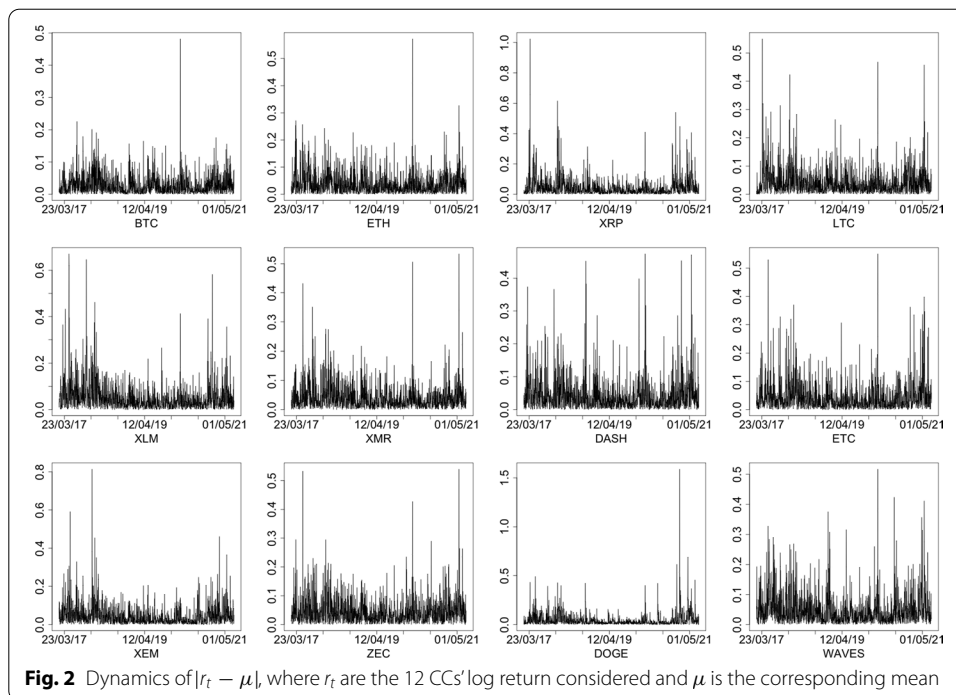 0.5
0.4
0.3
0.2
0.1
0.0
23/03/17 12/04/19 01/05/21
BTC
0.5
0.4
0.3
0.2
0.1
0.0
23/03/17 12/04/19 01/05/21
ETH
1.0
0.8
0.6
0.4
0.2
0.0
23/03/17 12/04/19 01/05/21
XRP
0.5
0.4
0.3
0.2
0.1
0.0
23/03/17 12/04/19 01/05/21
LTC
0.6
0.4
0.2
0.0
23/03/17 12/04/19 01/05/21
XLM
0.5
0.4
0.3
0.2
0.1
0.0
23/03/17 12/04/19 01/05/21
XMR
0.4
0.3
0.2
0.1
0.0
23/03/17 12/04/19 01/05/21
DASH
0.5
0.4
0.3
0.2
0.1
0.0
23/03/17 12/04/19 01/05/21
ETC
0.8
0.6
0.4
0.2
0.0
23/03/17 12/04/19 01/05/21
XEM
0.5
0.4
0.3
0.2
0.1
0.0
23/03/17 12/04/19 01/05/21
ZEC
1.5
1.0
0.5
0.0
23/03/17 12/04/19 01/05/21
DOGE
0.5
0.4
0.3
0.2
0.1
0.0
23/03/17 12/04/19 01/05/21
WAVES
Fig. 2 Dynamics of |r_t − μ|, where r_t are the 12 CCs' log return considered and μ is the corresponding mean